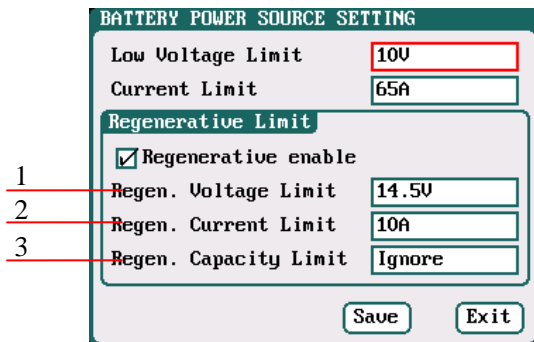 BATTERY POWER SOURCE SETTING
Low Voltage Limit 10V
Current Limit 65A
Regenerative Limit
Regenerative enable
1 Regen. Voltage Limit 14.5V
2 Regen. Current Limit 10A
3 Regen. Capacity Limit Ignore
Save Exit